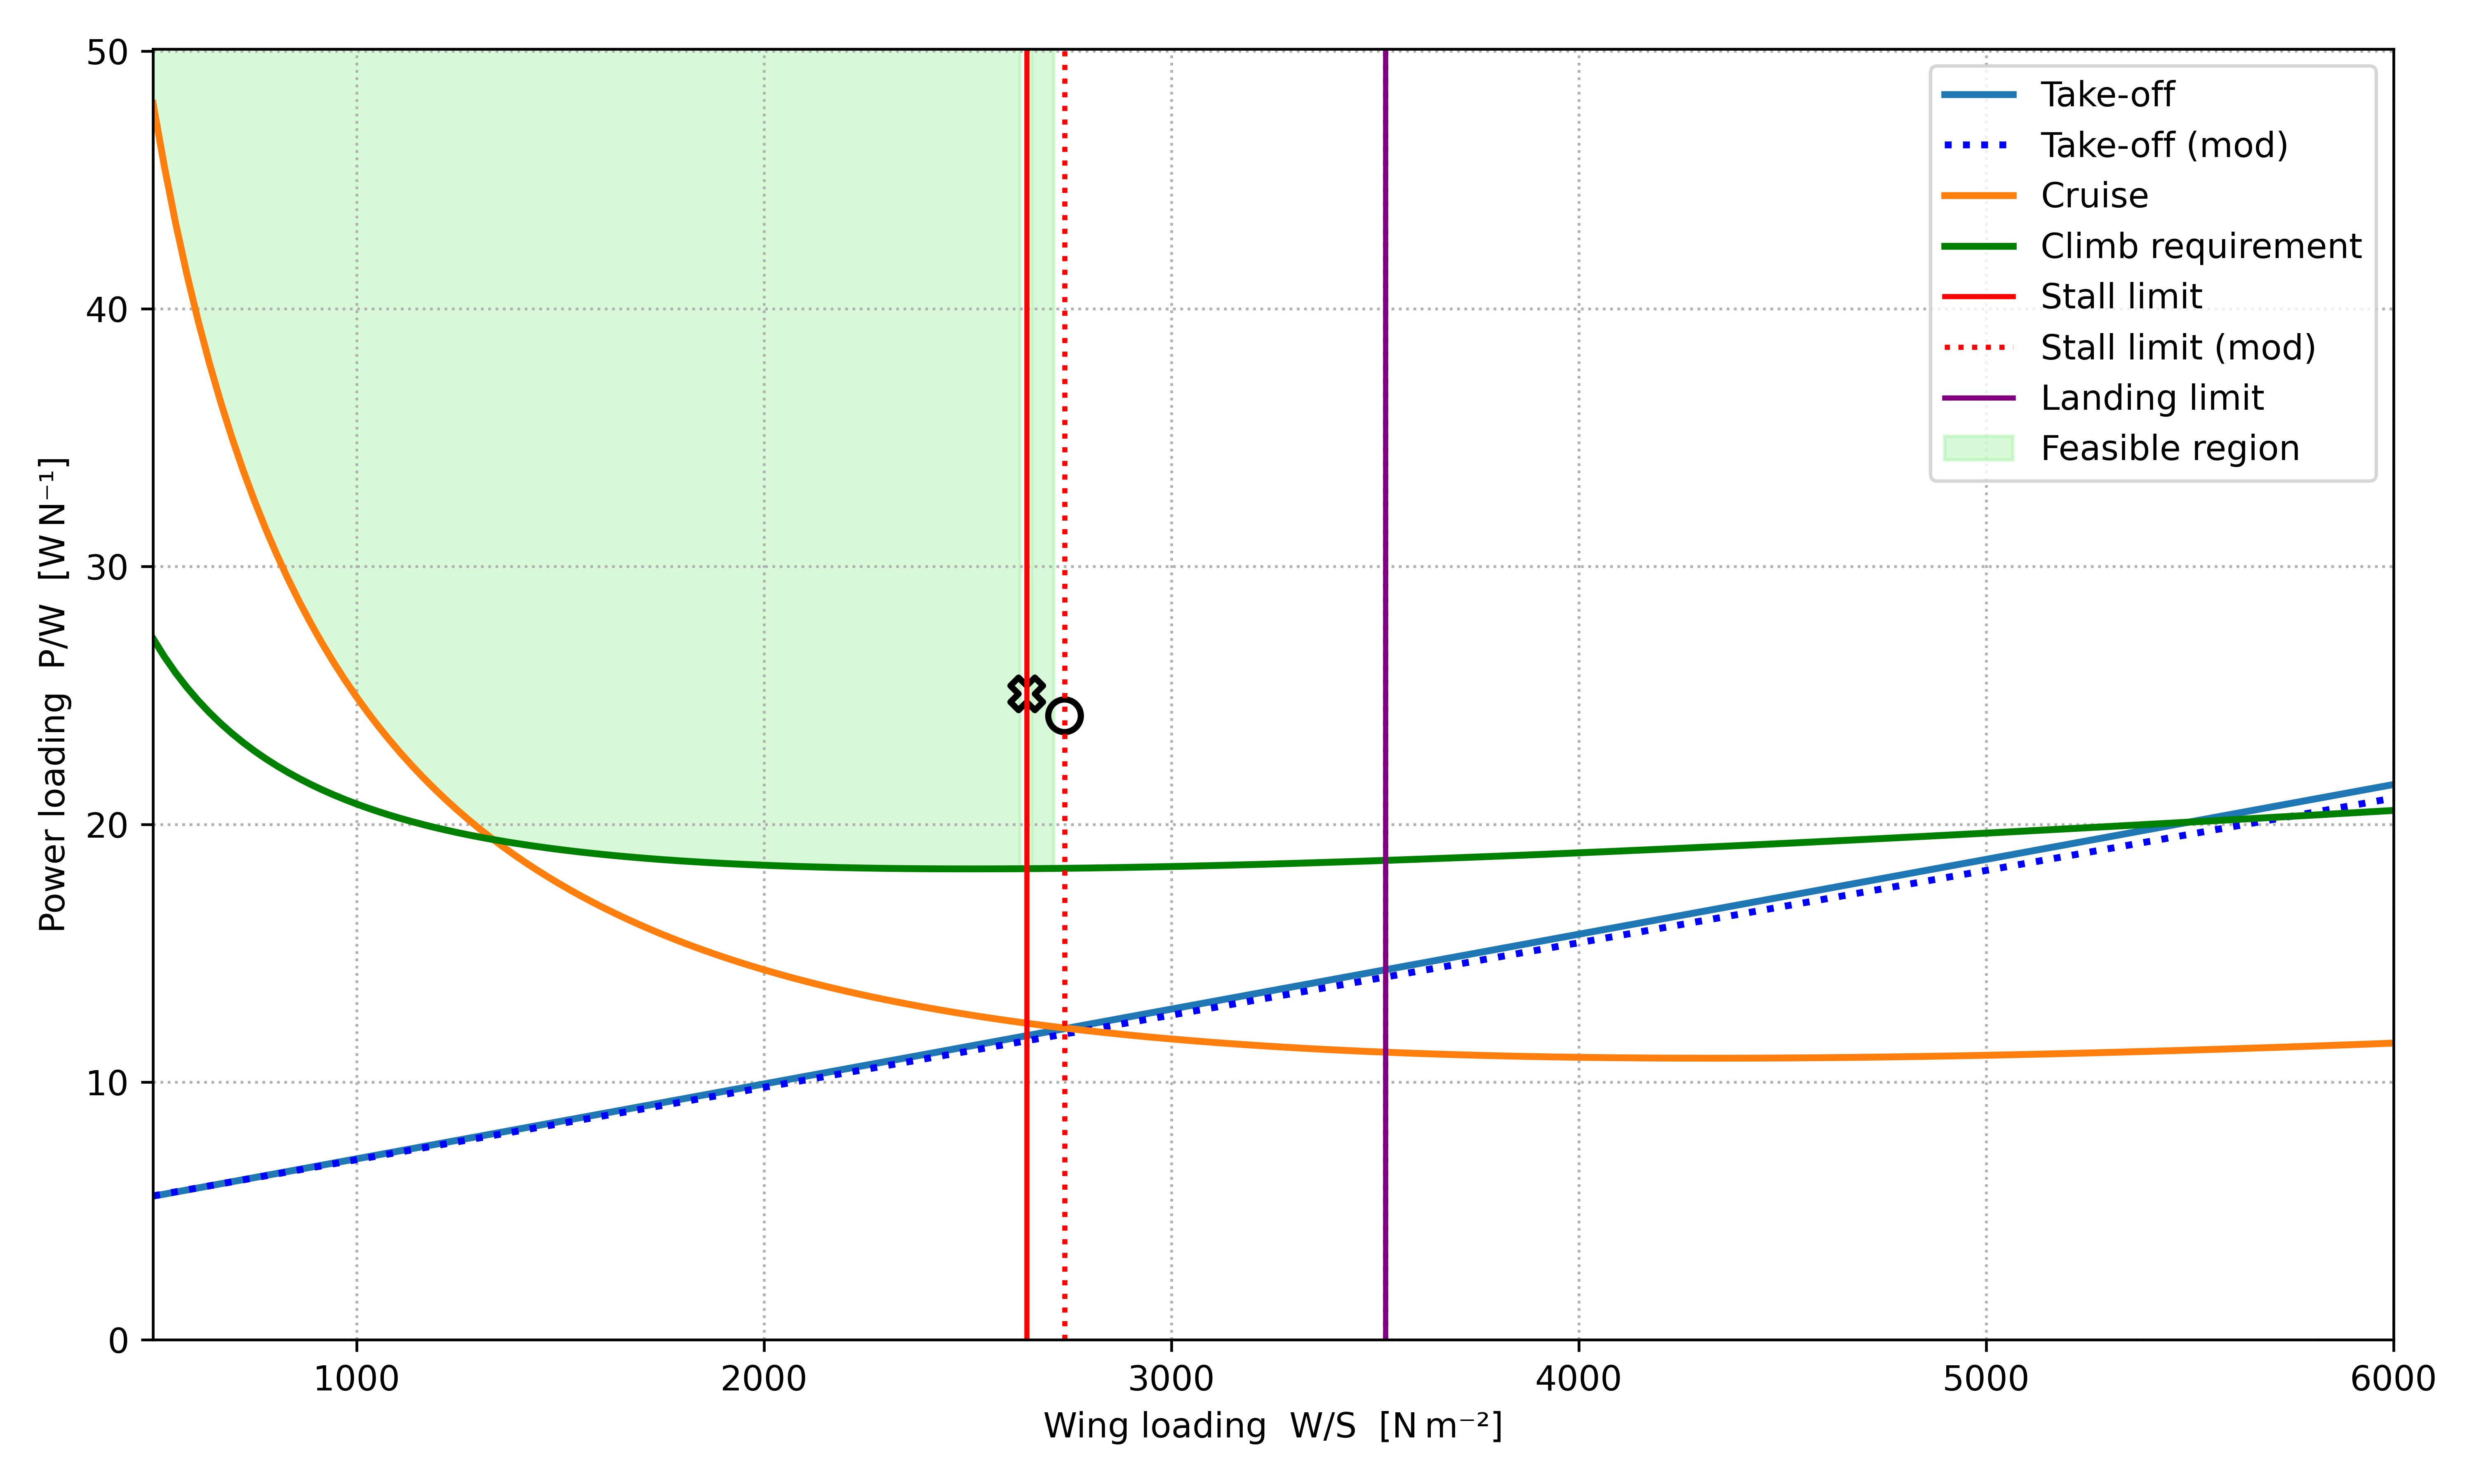 50
40
30
20
10
0
Power loading P/W [W N⁻¹]
1000
2000
3000
4000
5000
6000
Wing loading W/S [N m⁻²]
Take-off
Take-off (mod)
Cruise
Climb requirement
Stall limit
Stall limit (mod)
Landing limit
Feasible region